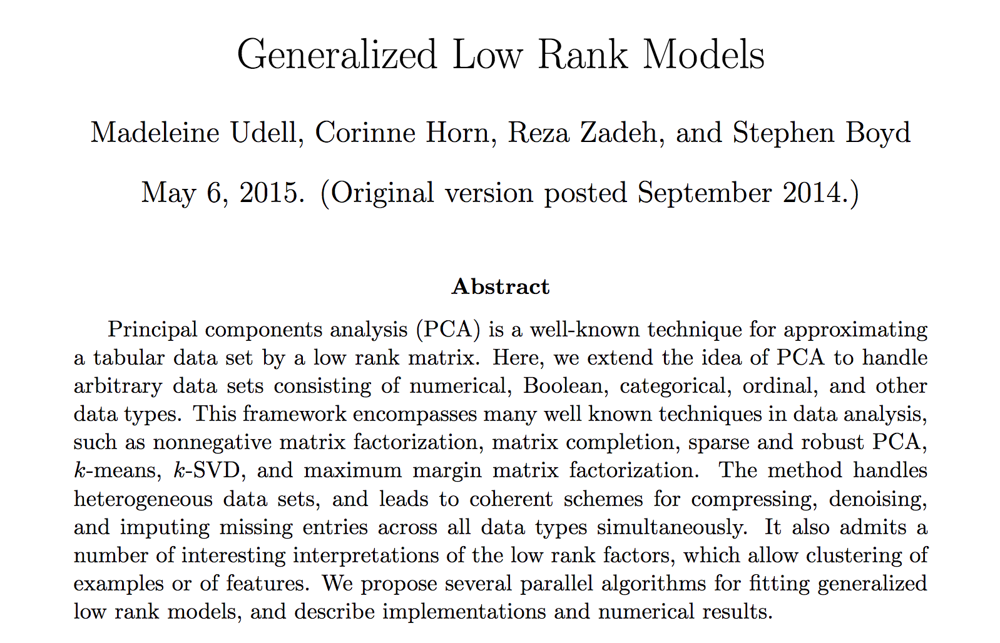 Generalized Low Rank Models
Madeleine Udell, Corinne Horn, Reza Zadeh, and Stephen Boyd
May 6, 2015. (Original version posted September 2014.)
Abstract
Principal components analysis (PCA) is a well-known technique for approximating
a tabular data set by a low rank matrix. Here, we extend the idea of PCA to handle
arbitrary data sets consisting of numerical, Boolean, categorical, ordinal, and other
data types. This framework encompasses many well known techniques in data analysis,
such as nonnegative matrix factorization, matrix completion, sparse and robust PCA,
k-means, k-SVD, and maximum margin matrix factorization. The method handles
heterogeneous data sets, and leads to coherent schemes for compressing, denoising,
and imputing missing entries across all data types simultaneously. It also admits a
number of interesting interpretations of the low rank factors, which allow clustering of
examples or of features. We propose several parallel algorithms for fitting generalized
low rank models, and describe implementations and numerical results.